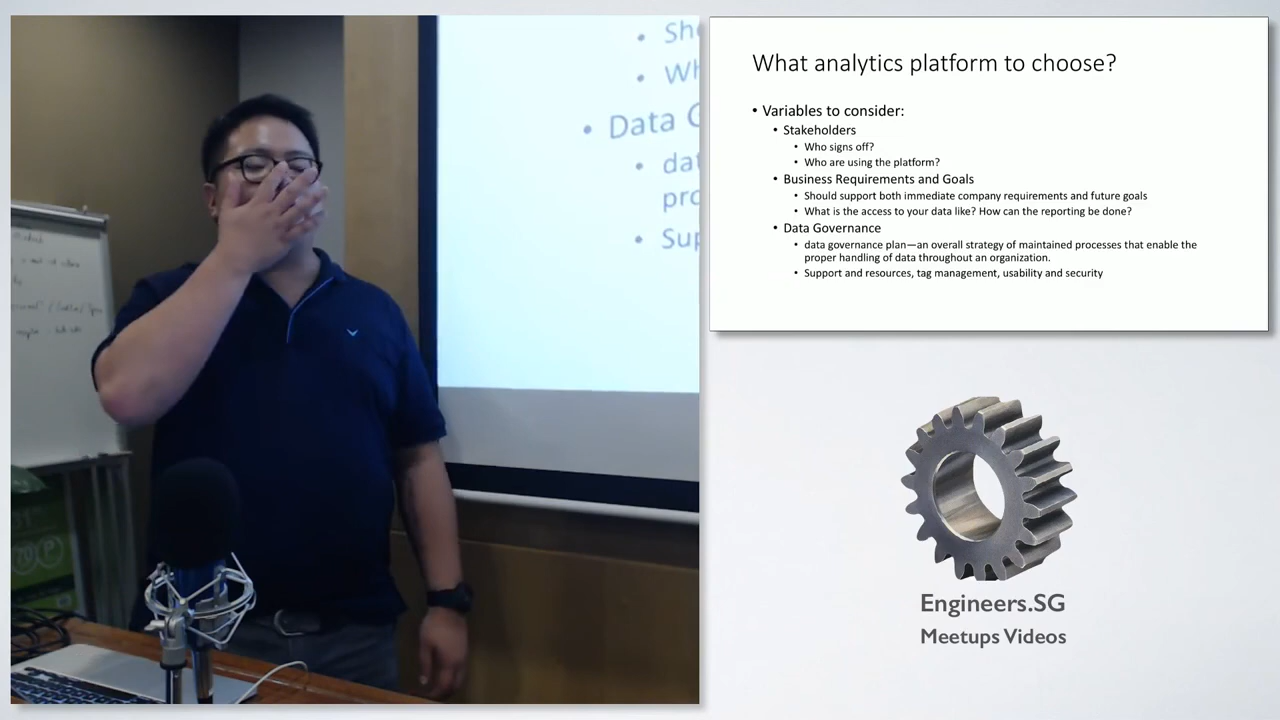 Sho
Wh
Data G
dat
pro
Sup
What analytics platform to choose?
• Variables to consider:
• Stakeholders
• Who signs off?
• Who are using the platform?
• Business Requirements and Goals
• Should support both immediate company requirements and future goals
• What is the access to your data like? How can the reporting be done?
• Data Governance
• data governance plan—an overall strategy of maintained processes that enable the
proper handling of data throughout an organization.
• Support and resources, tag management, usability and security
Engineers.SG
Meetups Videos